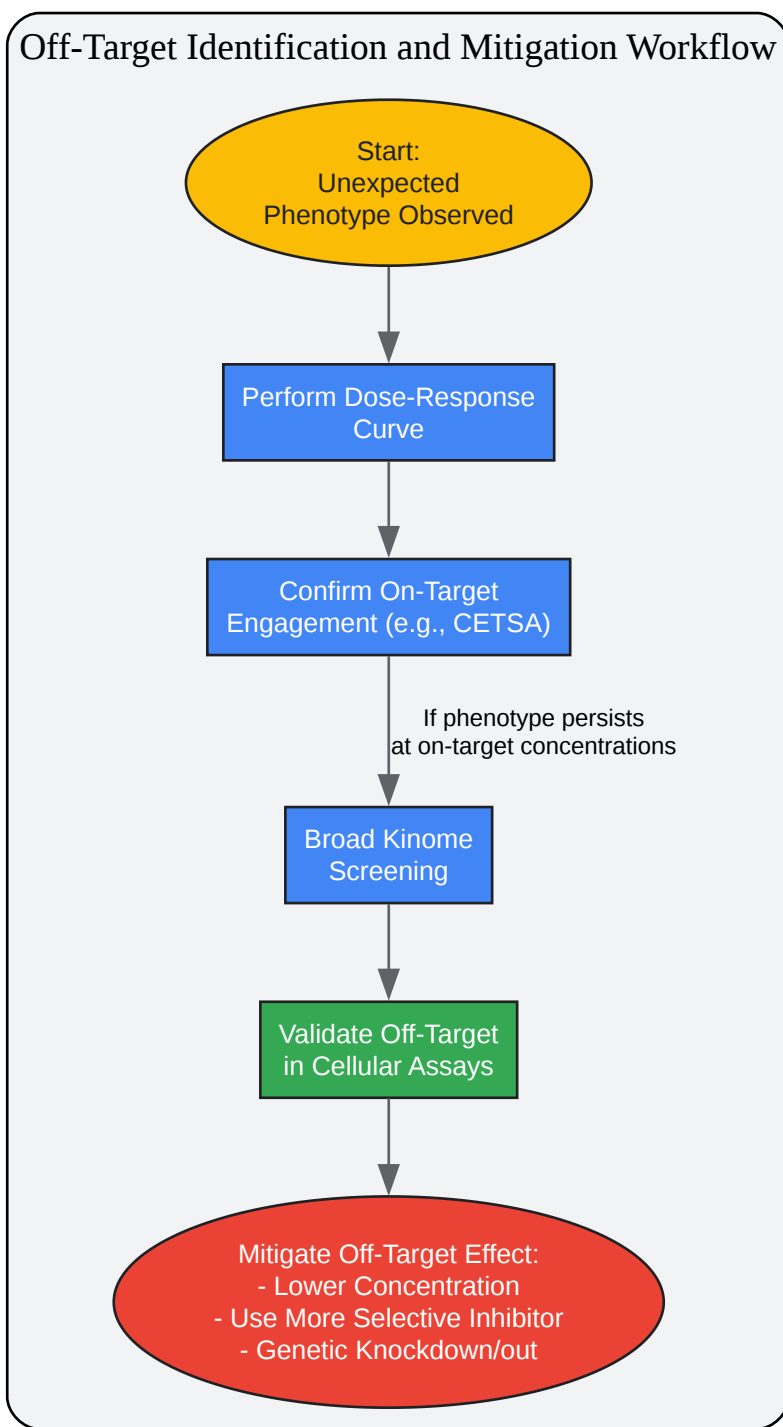 Off-Target Identification and Mitigation Workflow
Start:
Unexpected
Phenotype Observed
Perform Dose-Response
Curve
Confirm On-Target
Engagement (e.g., CETSA)
If phenotype persists
at on-target concentrations
Broad Kinome
Screening
Validate Off-Target
in Cellular Assays
Mitigate Off-Target Effect:
- Lower Concentration
- Use More Selective Inhibitor
- Genetic Knockdown/out